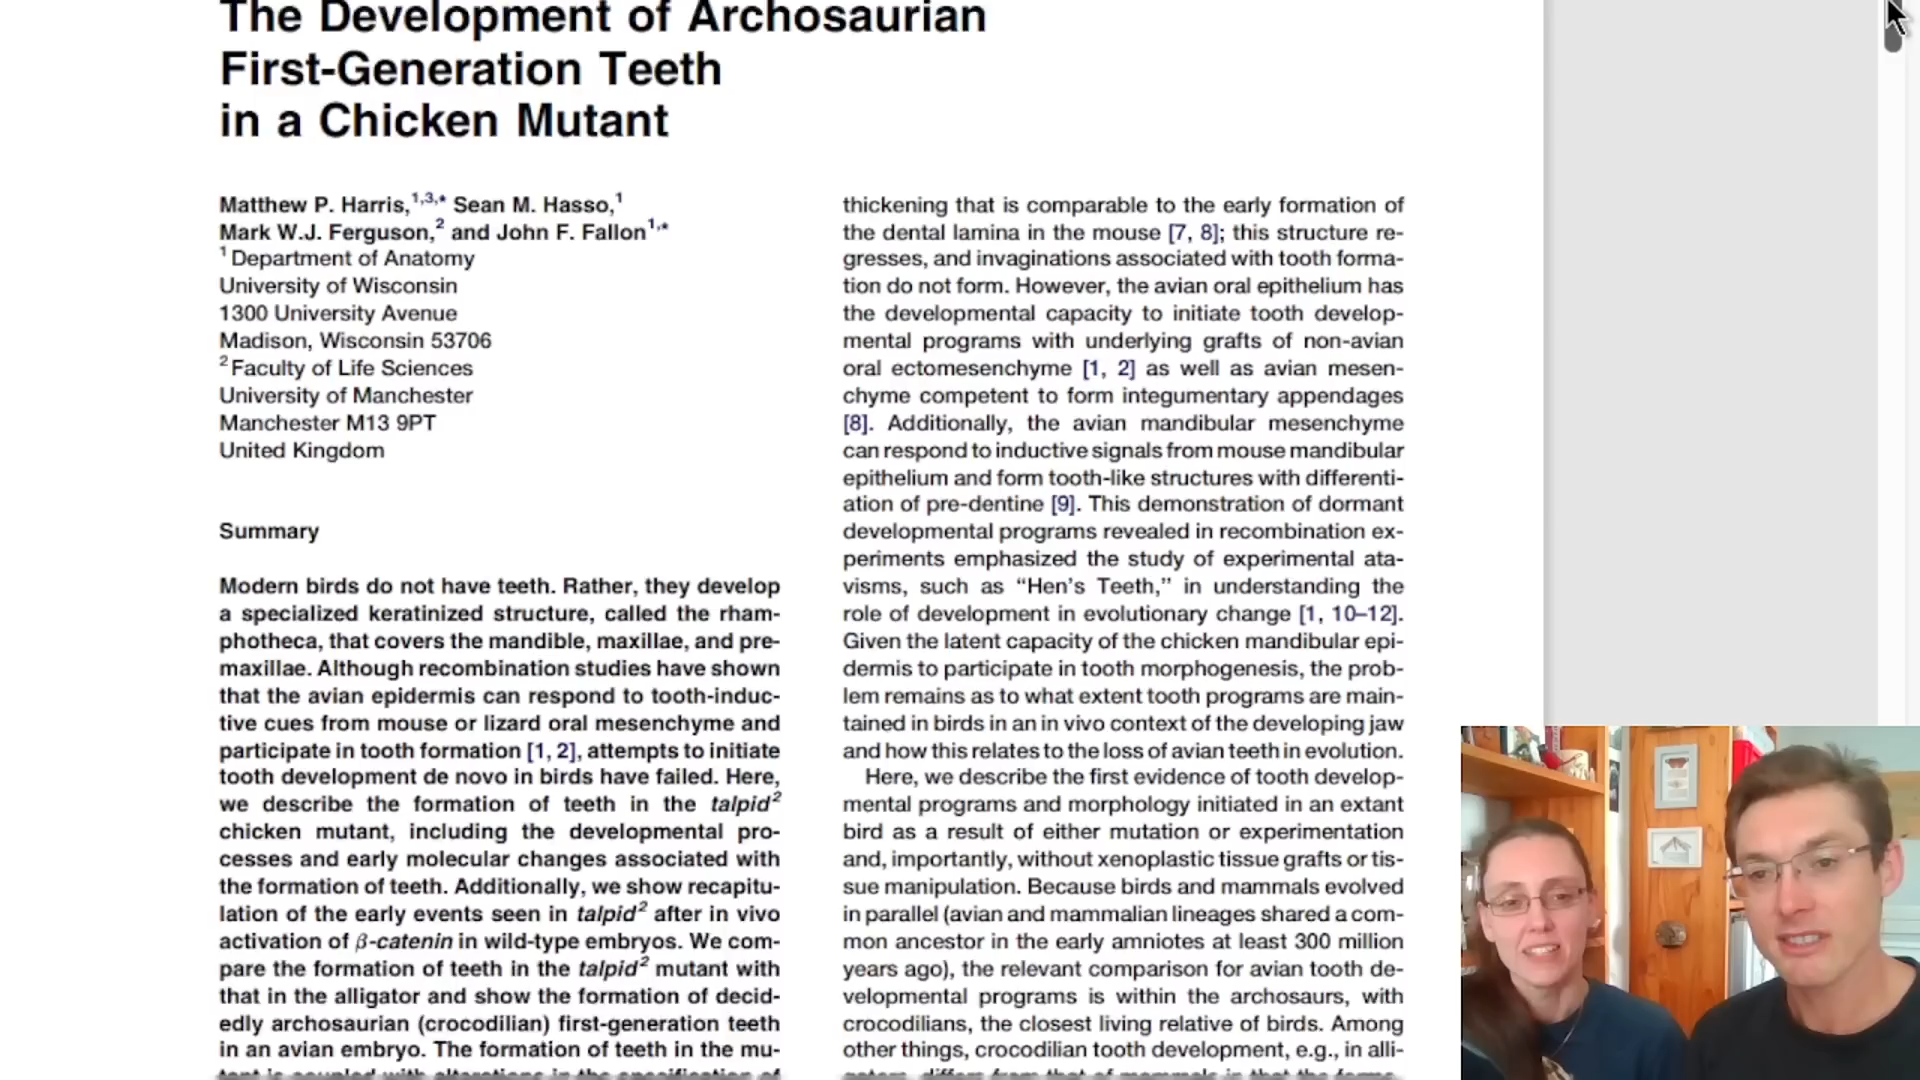 The Development of Archosaurian
First-Generation Teeth
in a Chicken Mutant
Matthew P. Harris,1,3,* Sean M. Hasso,1
Mark W.J. Ferguson,2 and John F. Fallon1,*
1 Department of Anatomy
University of Wisconsin
1300 University Avenue
Madison, Wisconsin 53706
2 Faculty of Life Sciences
University of Manchester
Manchester M13 9PT
United Kingdom
Summary
Modern birds do not have teeth. Rather, they develop
a specialized keratinized structure, called the rham-
photheca, that covers the mandible, maxillae, and pre-
maxillae. Although recombination studies have shown
that the avian epidermis can respond to tooth-induc-
tive cues from mouse or lizard oral mesenchyme and
participate in tooth formation [1, 2], attempts to initiate
tooth development de novo in birds have failed. Here,
we describe the formation of teeth in the talpid2
chicken mutant, including the developmental pro-
cesses and early molecular changes associated with
the formation of teeth. Additionally, we show recapitu-
lation of the early events seen in talpid2 after in vivo
activation of β-catenin in wild-type embryos. We com-
pare the formation of teeth in the talpid2 mutant with
that in the alligator and show the formation of decid-
edly archosaurian (crocodilian) first-generation teeth
in an avian embryo. The formation of teeth in the mu-
thickening that is comparable to the early formation of
the dental lamina in the mouse [7, 8]; this structure re-
gresses, and invaginations associated with tooth forma-
tion do not form. However, the avian oral epithelium has
the developmental capacity to initiate tooth develop-
mental programs with underlying grafts of non-avian
oral ectomesenchyme [1, 2] as well as avian mesen-
chyme competent to form integumentary appendages
[8]. Additionally, the avian mandibular mesenchyme
can respond to inductive signals from mouse mandibular
epithelium and form tooth-like structures with differenti-
ation of pre-dentine [9]. This demonstration of dormant
developmental programs revealed in recombination ex-
periments emphasized the study of experimental ata-
visms, such as “Hen’s Teeth,” in understanding the
role of development in evolutionary change [1, 10–12].
Given the latent capacity of the chicken mandibular epi-
dermis to participate in tooth morphogenesis, the prob-
lem remains as to what extent tooth programs are main-
tained in birds in an in vivo context of the developing jaw
and how this relates to the loss of avian teeth in evolution.
Here, we describe the first evidence of tooth develop-
mental programs and morphology initiated in an extant
bird as a result of either mutation or experimentation
and, importantly, without xenoplastic tissue grafts or tis-
sue manipulation. Because birds and mammals evolved
in parallel (avian and mammalian lineages shared a com-
mon ancestor in the early amniotes at least 300 million
years ago), the relevant comparison for avian tooth de-
velopmental programs is within the archosaurs, with
crocodilians, the closest living relative of birds. Among
other things, crocodilian tooth development, e.g., in alli-